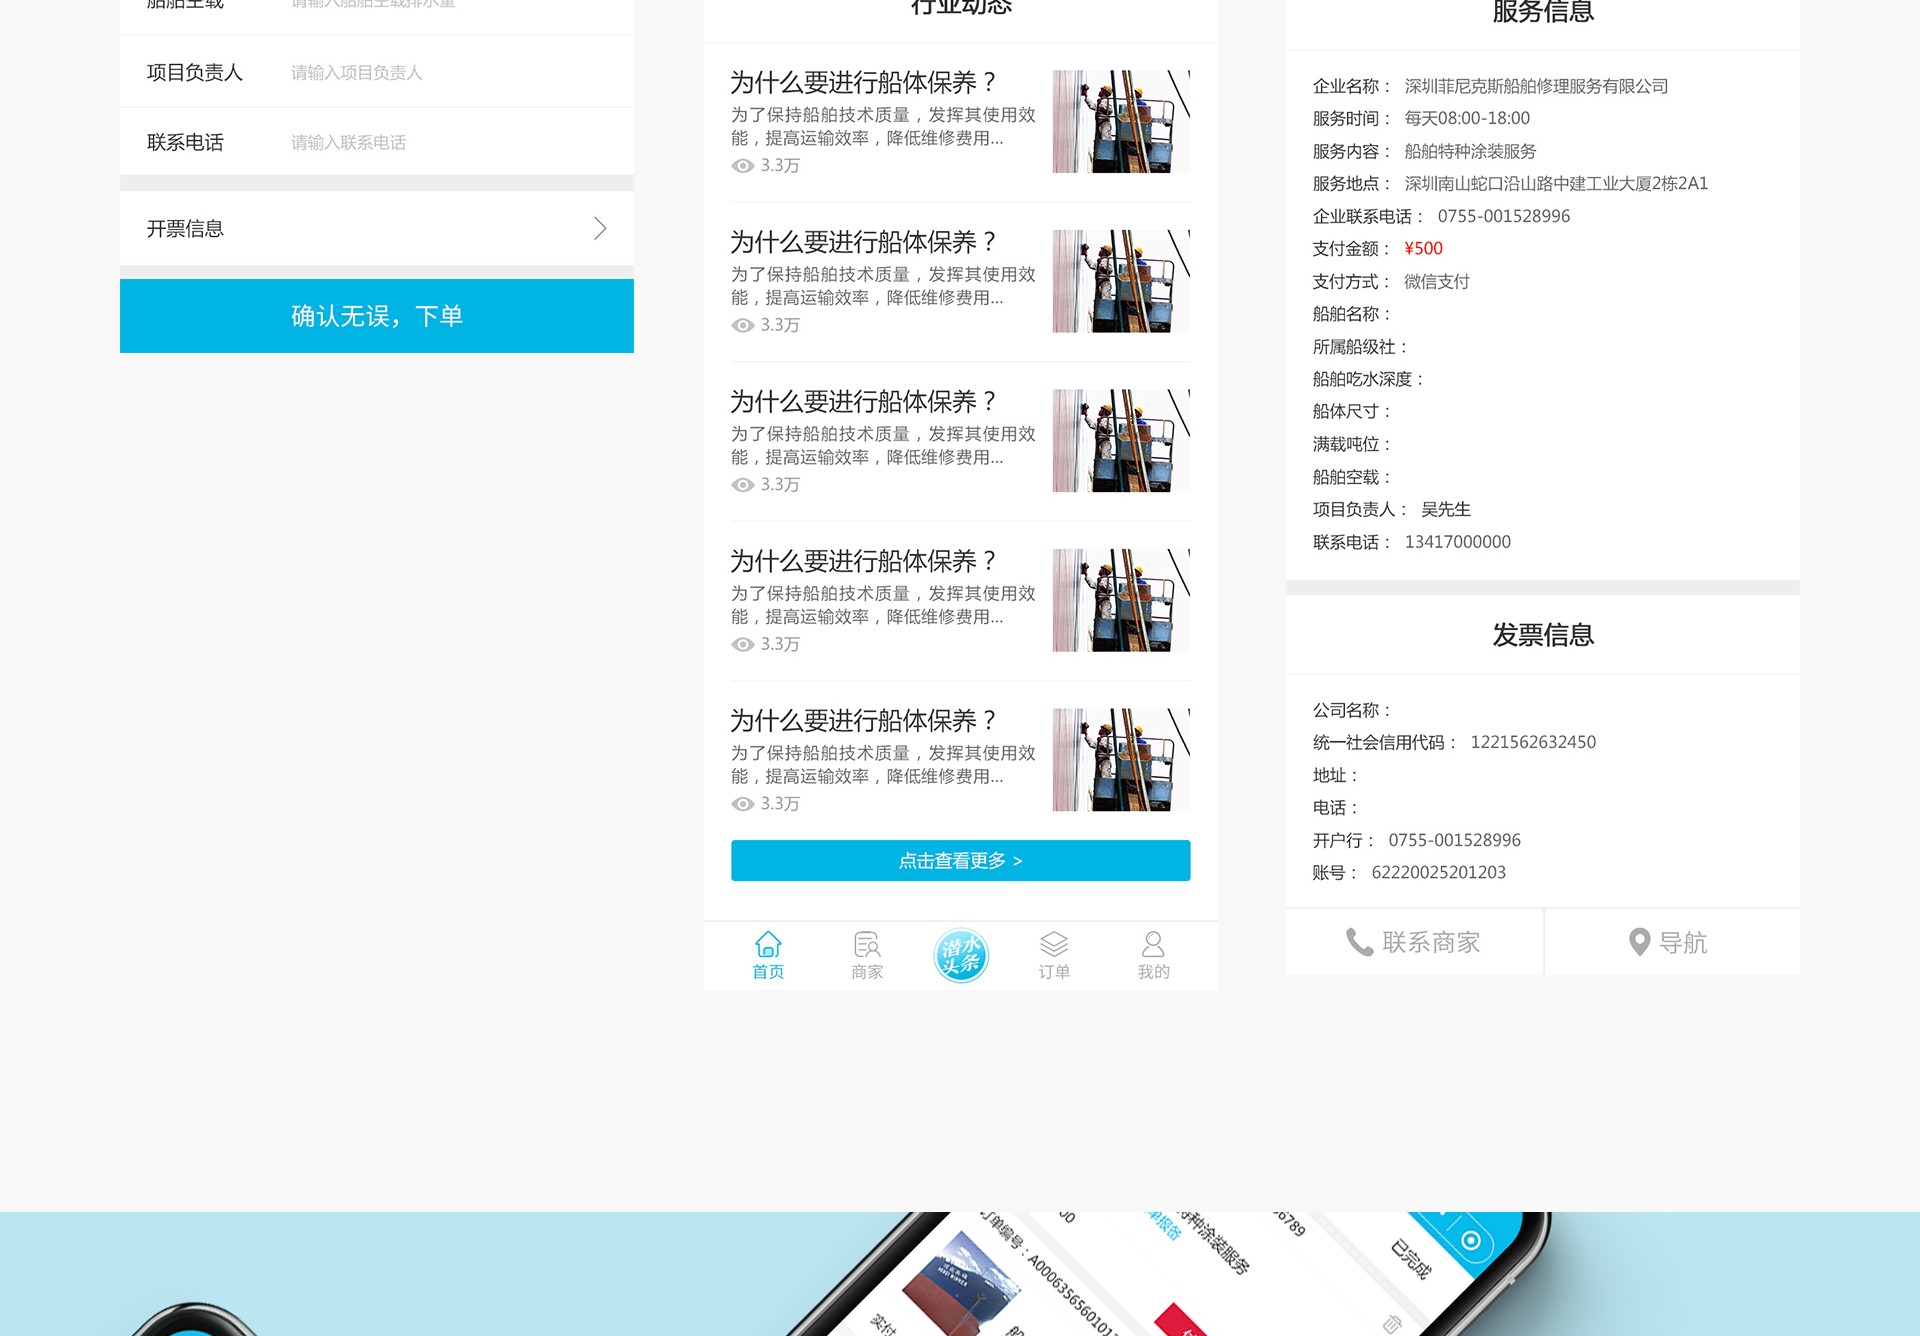 船舶空载 请输入船舶空载排水量
项目负责人 请输入项目负责人
联系电话 请输入联系电话
开票信息
确认无误，下单
行业动态
为什么要进行船体保养？
为了保持船舶技术质量，发挥其使用效
能，提高运输效率，降低维修费用...
3.3万
为什么要进行船体保养？
为了保持船舶技术质量，发挥其使用效
能，提高运输效率，降低维修费用...
3.3万
为什么要进行船体保养？
为了保持船舶技术质量，发挥其使用效
能，提高运输效率，降低维修费用...
3.3万
为什么要进行船体保养？
为了保持船舶技术质量，发挥其使用效
能，提高运输效率，降低维修费用...
3.3万
为什么要进行船体保养？
为了保持船舶技术质量，发挥其使用效
能，提高运输效率，降低维修费用...
3.3万
点击查看更多 >
首页 商家 潜水头条 订单 我的
服务信息
企业名称： 深圳菲尼克斯船舶修理服务有限公司
服务时间： 每天08:00-18:00
服务内容： 船舶特种涂装服务
服务地点： 深圳南山蛇口沿山路中建工业大厦2栋2A1
企业联系电话： 0755-001528996
支付金额： ¥500
支付方式： 微信支付
船舶名称：
所属船级社：
船舶吃水深度：
船体尺寸：
满载吨位：
船舶空载：
项目负责人： 吴先生
联系电话： 13417000000
发票信息
公司名称：
统一社会信用代码： 1221562632450
地址：
电话：
开户行： 0755-001528996
账号： 62220025201203
联系商家 导航
订单编号：A0006356560101
特种涂装服务
已完成
实付